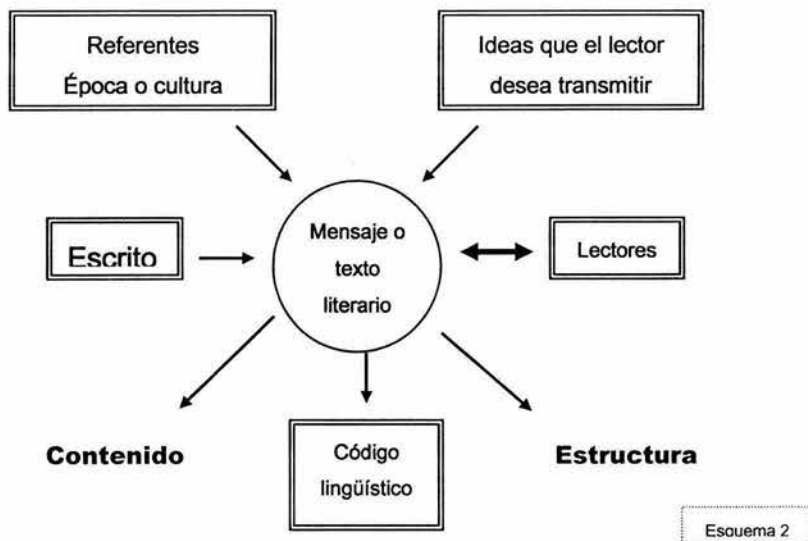 Referentes
Época o cultura
Ideas que el lector
desea transmitir
Escrito
Mensaje o
texto
literario
Lectores
Contenido
Código
lingüístico
Estructura
Esquema 2